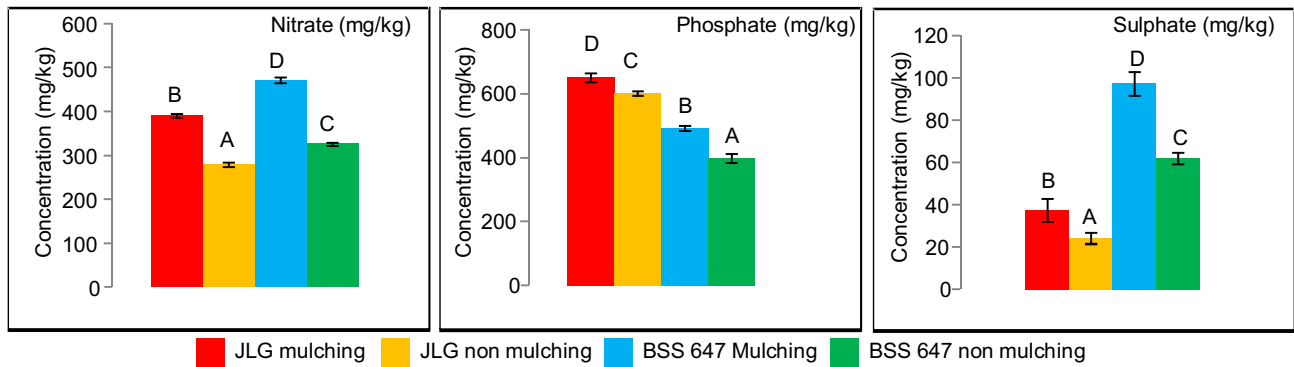 Nitrate (mg/kg)
Concentration (mg/kg)
600
500
400
300
200
100
0
B
A
D
C
Phosphate (mg/kg)
Concentration (mg/kg)
800
600
400
200
0
D
C
B
A
Sulphate (mg/kg)
Concentration (mg/kg)
120
100
80
60
40
20
0
B
A
D
C
JLG mulching
JLG non mulching
BSS 647 Mulching
BSS 647 non mulching